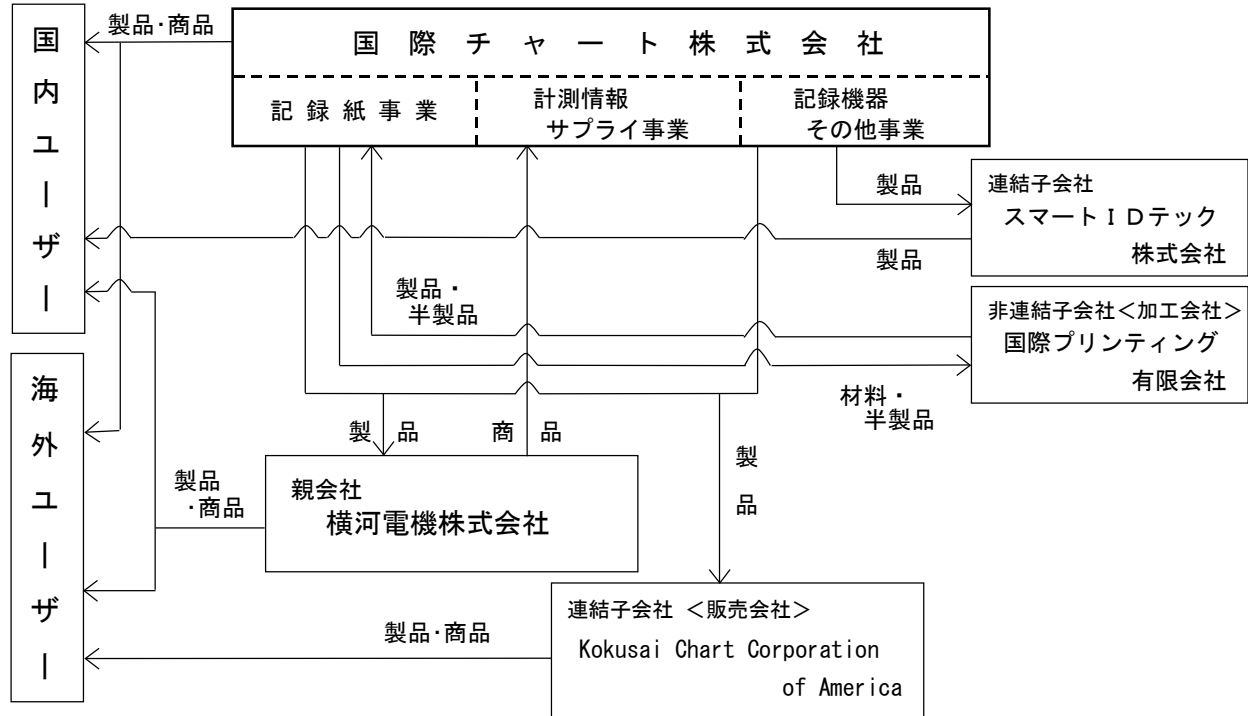 国内ユーザー
製品・商品
国際チャート株式会社
記録紙事業
計測情報
サプライ事業
記録機器
その他事業
製品
連結子会社
スマートＩＤテック
株式会社
製品
製品・
半製品
非連結子会社＜加工会社＞
国際プリンティング
有限会社
材料・
半製品
海外ユーザー
製品
商品
製品
製品
・商品
親会社
横河電機株式会社
連結子会社 ＜販売会社＞
Kokusai Chart Corporation
of America
製品・商品